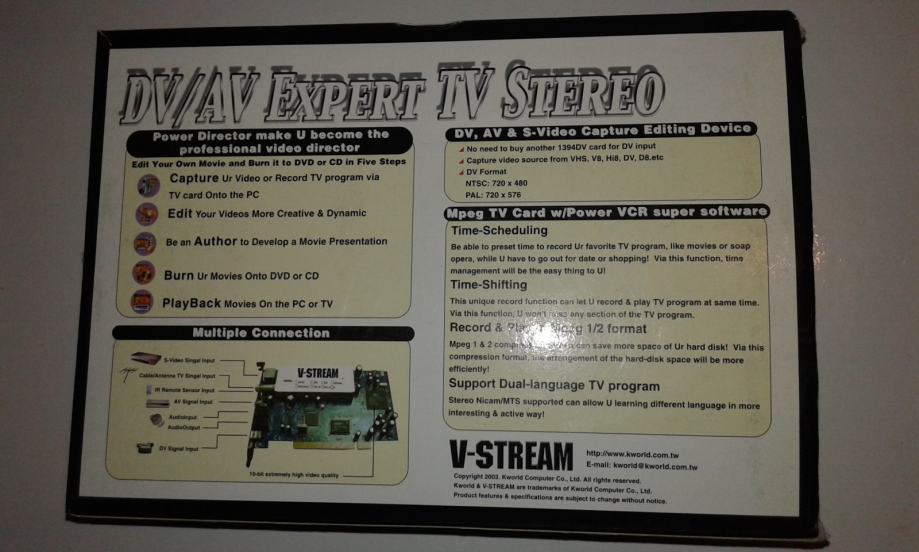 DV/AV EXPERT TV STEREO
Power Director make U become the
professional video director
Edit Your Own Movie and Burn it to DVD or CD in Five Steps
Capture Ur Video or Record TV program via
TV card Onto the PC
Edit Your Videos More Creative & Dynamic
Be an Author to Develop a Movie Presentation
Burn Ur Movies Onto DVD or CD
PlayBack Movies On the PC or TV
Multiple Connection
S-Video Singal Input
Cable/Antenne TV Singal Input
IR Remote Sensor Input
AV Signal Input
AudioInput
AudioOutput
DV Signal Input
V-STREAM
10-bit extremely high video quality
DV, AV & S-Video Capture Editing Device
No need to buy another 1394DV card for DV input
Capture video source from VHS, V8, Hi8, DV, D8.etc
DV Format
NTSC: 720 x 480
PAL: 720 x 576
Mpeg TV Card w/Power VCR super software
Time-Scheduling
Be able to preset time to record Ur favorite TV program, like movies or soap
opera, while U have to go out for date or shopping! Via this function, time
management will be the easy thing to U!
Time-Shifting
This unique record function can let U record & play TV program at same time.
Via this function, U won't miss any section of the TV program.
Record & Play Mpeg 1/2 format
Mpeg 1 & 2 can save more space of Ur hard disk! Via this
compression format, the arrangement of the hard-disk space will be more
efficiently!
Support Dual-language TV program
Stereo Nicam/MTS supported can allow U learning different language in more
interesting & active way!
V-STREAM
http://www.kworld.com.tw
E-mail: kworld@kworld.com.tw
Copyright 2003. Kworld Computer Co., Ltd. All rights reserved.
Kworld & V-STREAM are trademarks of Kworld Computer Co., Ltd.
Product features & specifications are subject to change without notice.